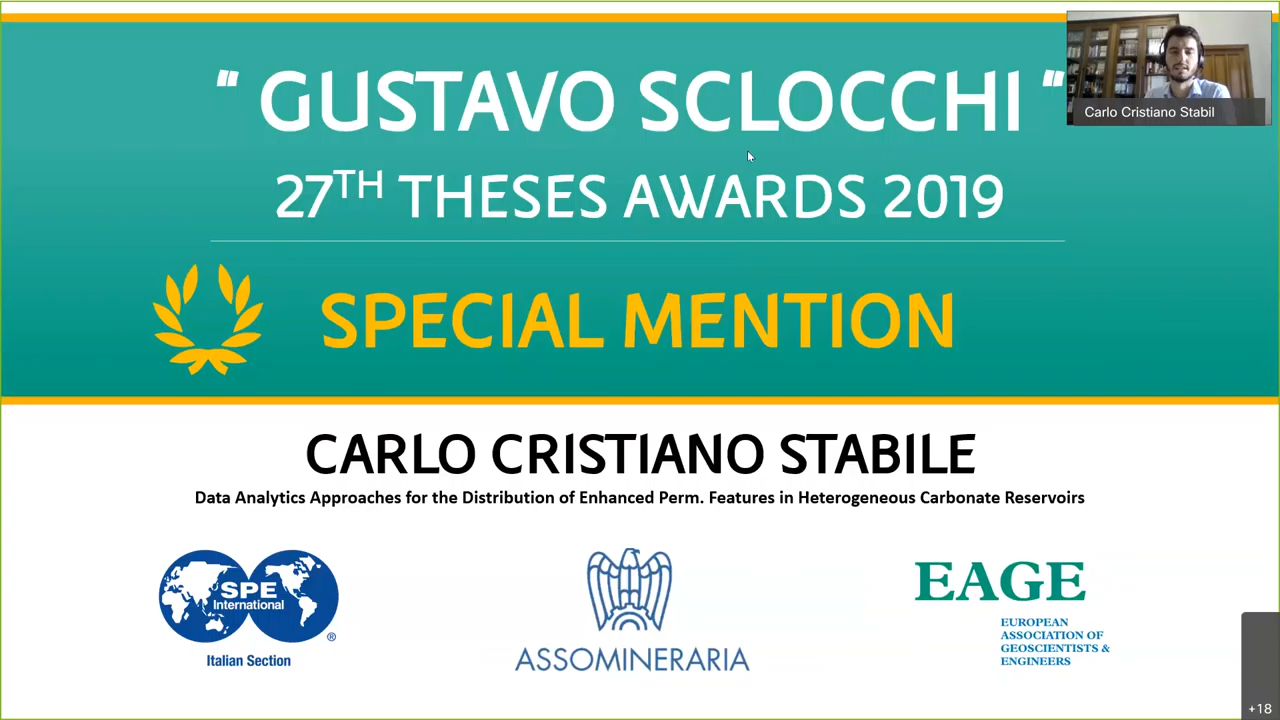 " GUSTAVO SCLOCCHI "
Carlo Cristiano Stabil
27TH THESES AWARDS 2019
SPECIAL MENTION
CARLO CRISTIANO STABILE
Data Analytics Approaches for the Distribution of Enhanced Perm. Features in Heterogeneous Carbonate Reservoirs
SPE
International
®
Italian Section
ASSOMINERARIA
EAGE
EUROPEAN
ASSOCIATION OF
GEOSCIENTISTS &
ENGINEERS
+18